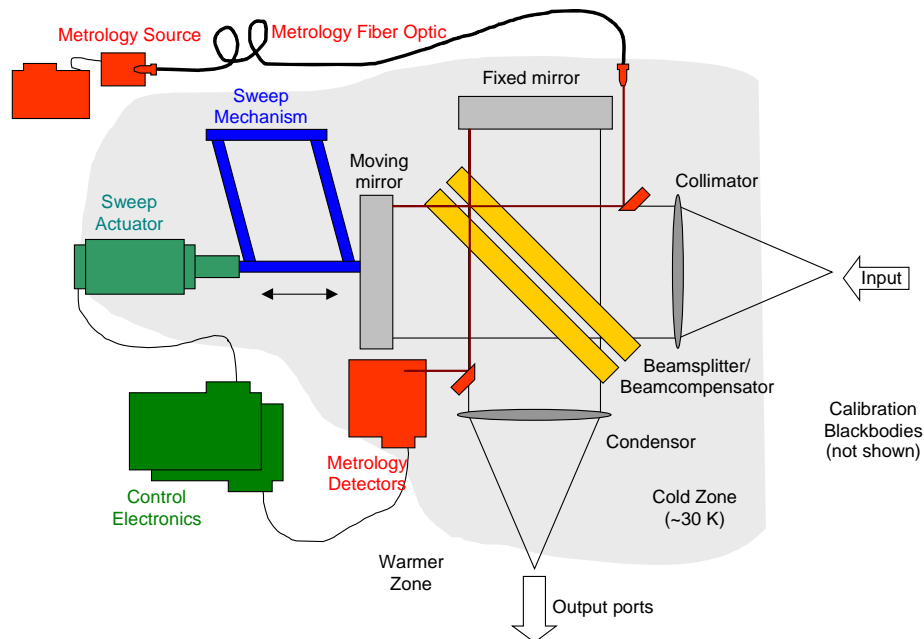 Metrology Source
Metrology Fiber Optic
Fixed mirror
Sweep
Mechanism
Moving
mirror
Collimator
Sweep
Actuator
Input
Beamsplitter/
Beamcompensator
Calibration
Blackbodies
(not shown)
Condensor
Metrology
Detectors
Control
Electronics
Cold Zone
(~30 K)
Warmer
Zone
Output ports